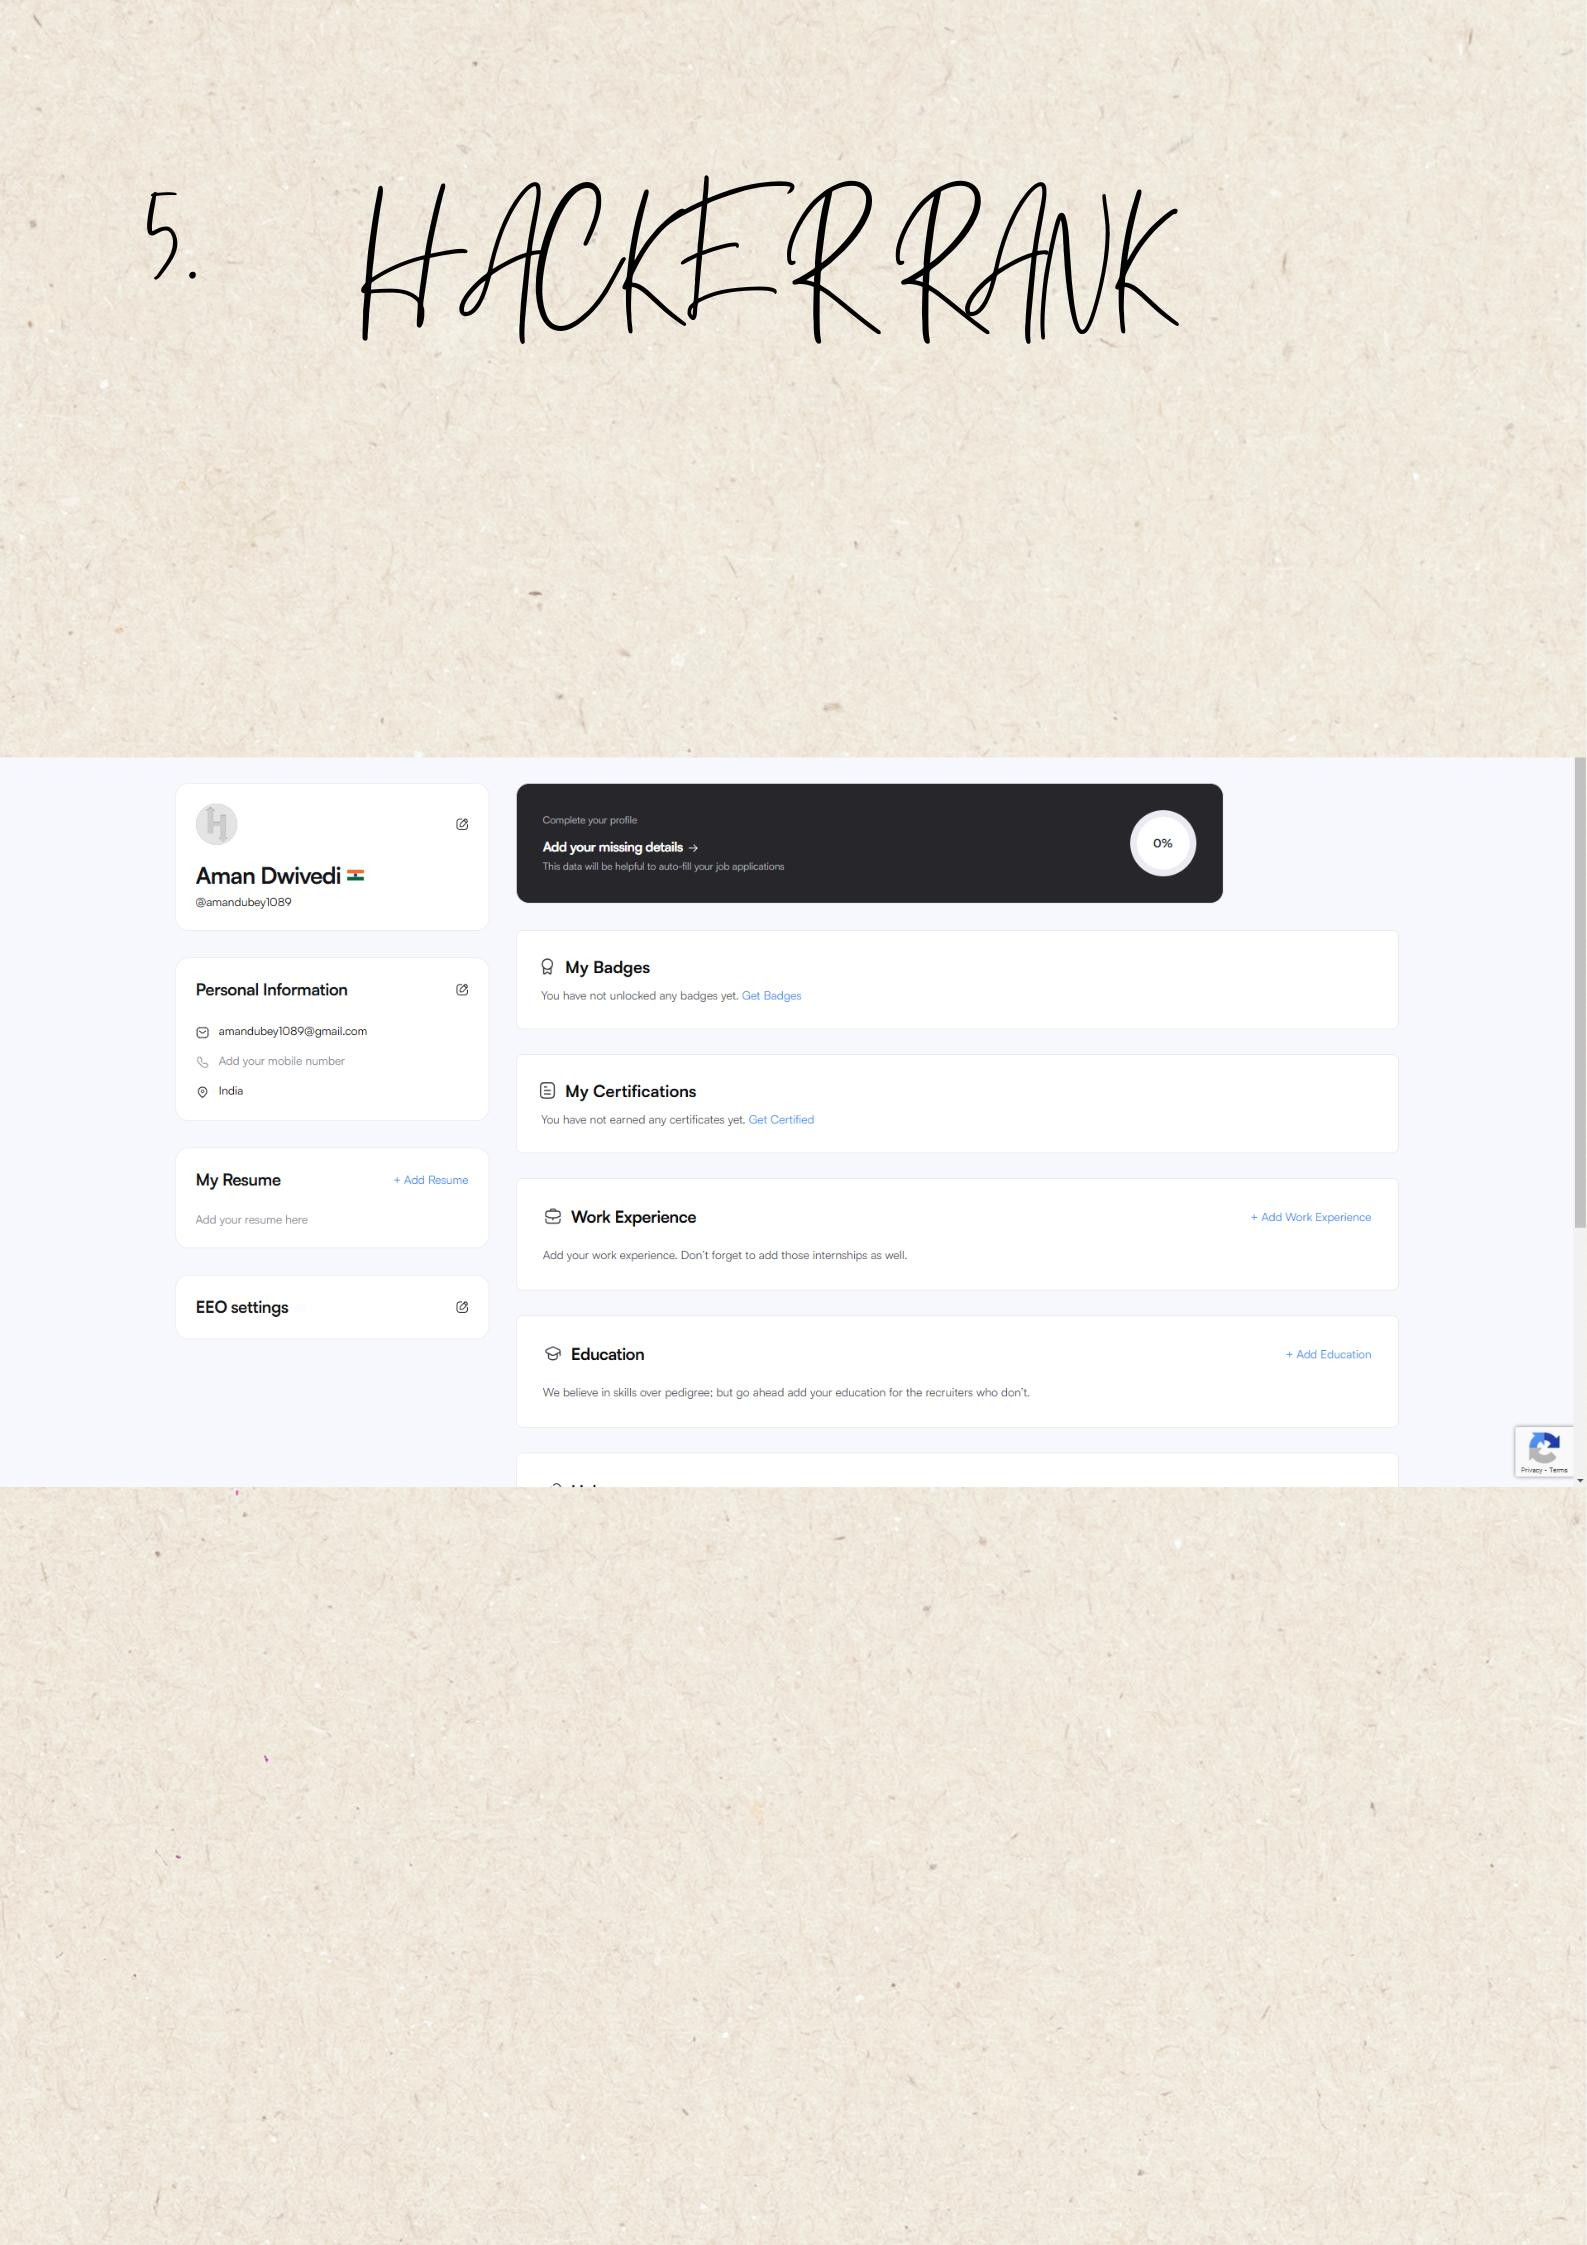 5. HACKERRANK
Aman Dwivedi
@amandubey1089
Personal Information
amandubey1089@gmail.com
Add your mobile number
India
My Resume + Add Resume
Add your resume here
EEO settings
Complete your profile
Add your missing details →
This data will be helpful to auto-fill your job applications
0%
My Badges
You have not unlocked any badges yet. Get Badges
My Certifications
You have not earned any certificates yet. Get Certified
Work Experience + Add Work Experience
Add your work experience. Don't forget to add those internships as well.
Education + Add Education
We believe in skills over pedigree; but go ahead add your education for the recruiters who don't.
Privacy - Terms